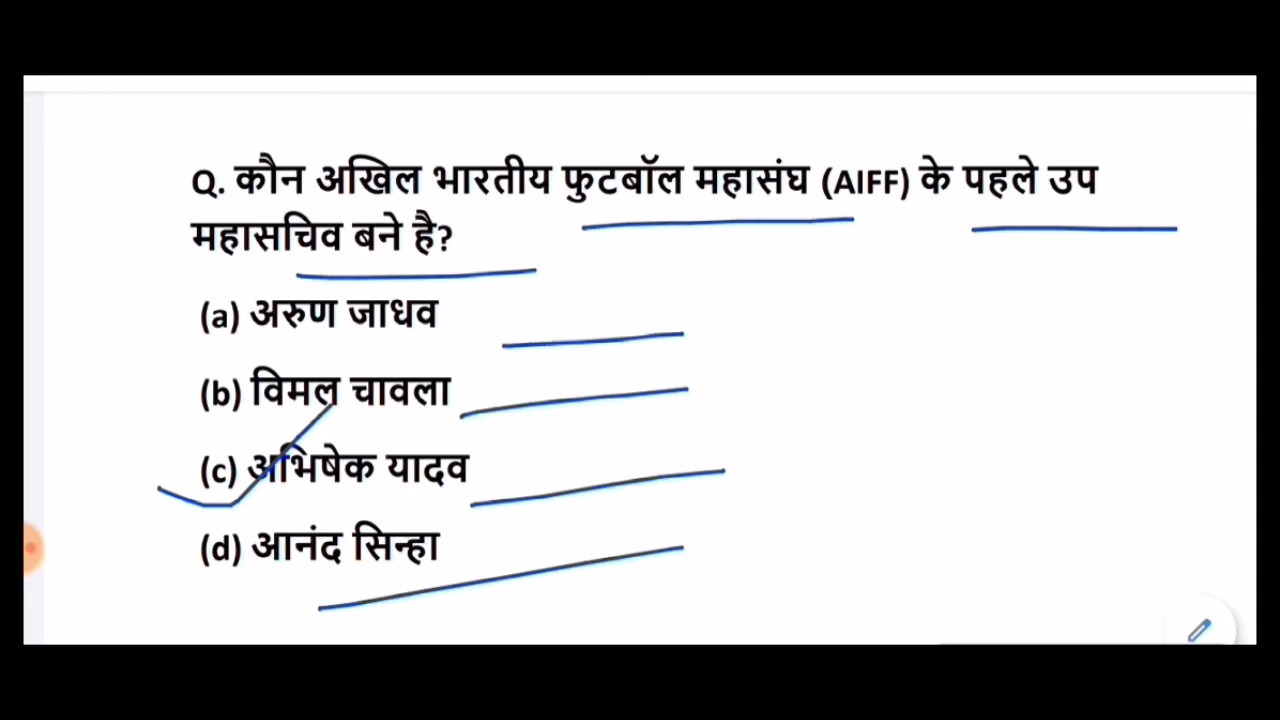 Q. कौन अखिल भारतीय फुटबॉल महासंघ (AIFF) के पहले उप
महासचिव बने है?
(a) अरुण जाधव
(b) विमल चावला
(c) अभिषेक यादव
(d) आनंद सिन्हा